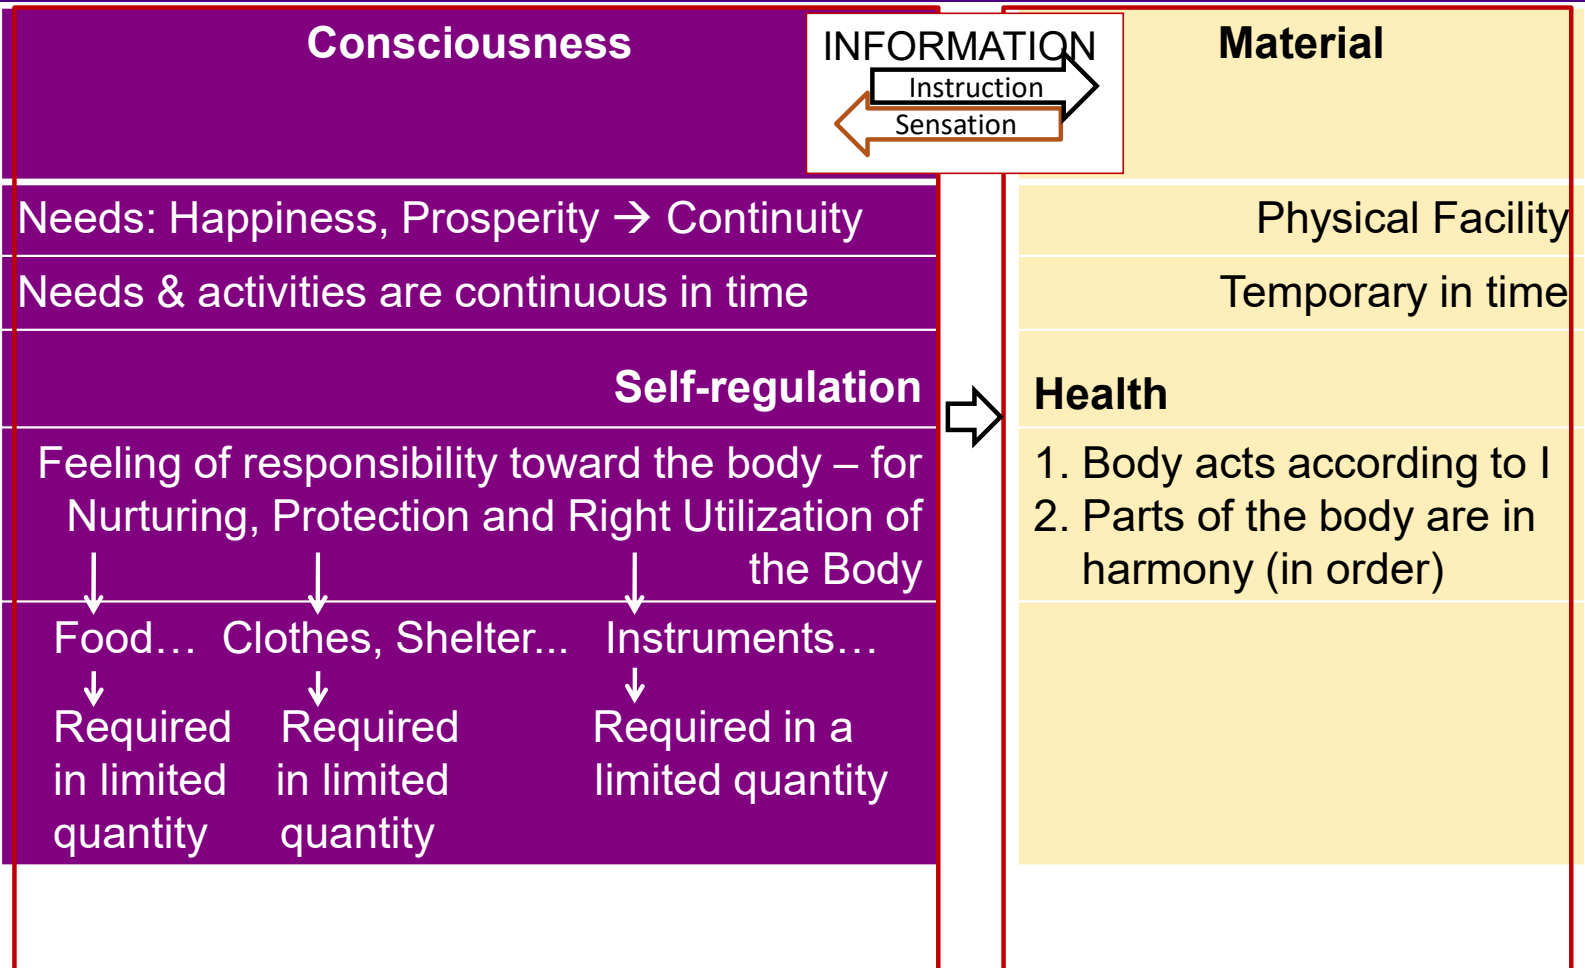 Consciousness
INFORMATION
Instruction
Sensation
Material
Needs: Happiness, Prosperity → Continuity
Physical Facility
Needs & activities are continuous in time
Temporary in time
Self-regulation
Health
Feeling of responsibility toward the body – for
Nurturing, Protection and Right Utilization of
the Body
1. Body acts according to I
2. Parts of the body are in
harmony (in order)
Food… Clothes, Shelter... Instruments…
Required
in limited
quantity
Required
in limited
quantity
Required in a
limited quantity